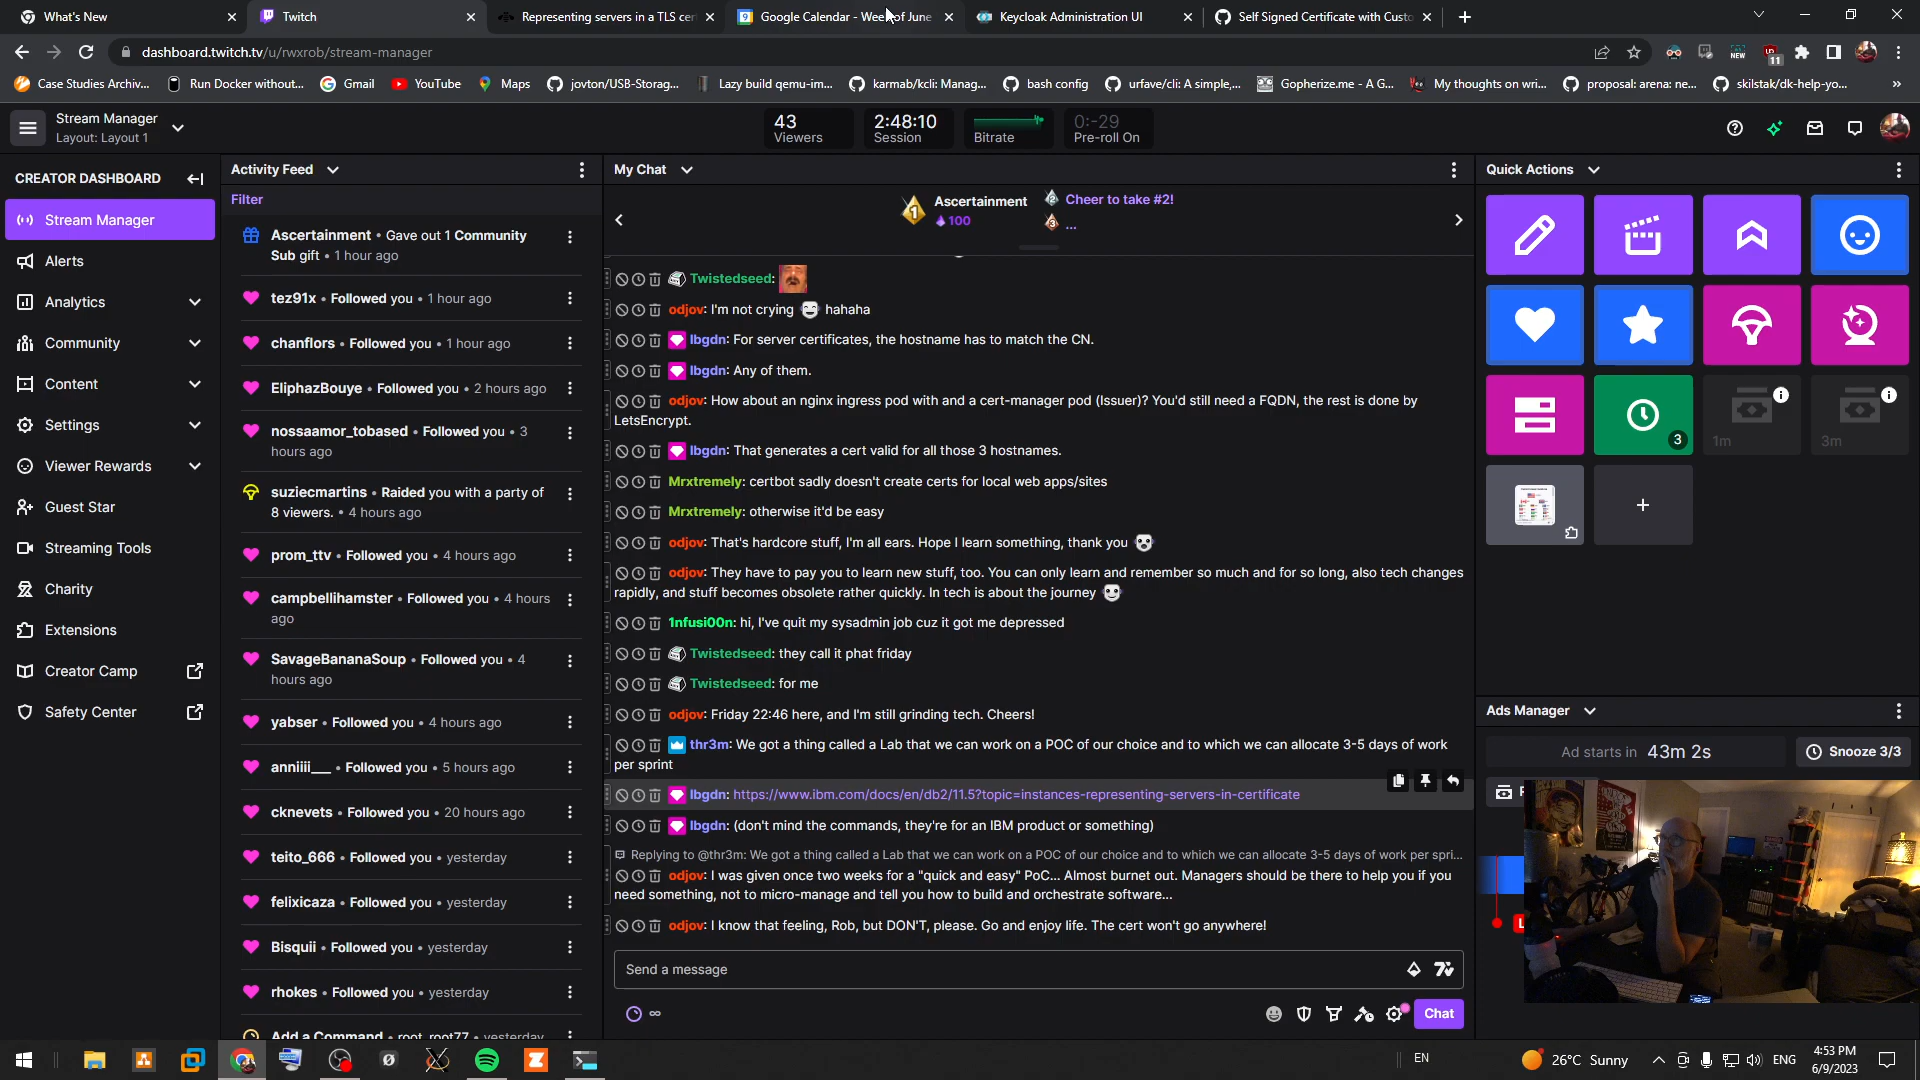 What's New
Twitch
Representing servers in a TLS cer
Google Calendar - Week of June
Keycloak Administration UI
Self Signed Certificate with Custo
dashboard.twitch.tv/u/rwxrob/stream-manager
11
Case Studies Archiv...
Run Docker without...
Gmail
YouTube
Maps
jovton/USB-Storag...
Lazy build qemu-im...
karmab/kcli: Manag...
bash config
urfave/cli: A simple,...
Gopherize.me - A G...
My thoughts on wri...
proposal: arena: ne...
skilstak/dk-help-yo...
Stream Manager
Layout: Layout 1
43
Viewers
2:48:10
Session
Bitrate
0:-29
Pre-roll On
CREATOR DASHBOARD
Stream Manager
Alerts
Analytics
Community
Content
Settings
Viewer Rewards
Guest Star
Streaming Tools
Charity
Extensions
Creator Camp
Safety Center
Activity Feed
Filter
Ascertainment • Gave out 1 Community
Sub gift • 1 hour ago
tez91x • Followed you • 1 hour ago
chanflors • Followed you • 1 hour ago
EliphazBouye • Followed you • 2 hours ago
nossaamor_tobased • Followed you • 3
hours ago
suziecmartins • Raided you with a party of
8 viewers. • 4 hours ago
prom_ttv • Followed you • 4 hours ago
campbellihamster • Followed you • 4 hours
ago
SavageBananaSoup • Followed you • 4
hours ago
yabser • Followed you • 4 hours ago
anniiii___ • Followed you • 5 hours ago
cknevets • Followed you • 20 hours ago
teito_666 • Followed you • yesterday
felixicaza • Followed you • yesterday
Bisquii • Followed you • yesterday
rhokes • Followed you • yesterday
Add a Command • root_root77 • yesterday
My Chat
1
Ascertainment
100
2
Cheer to take #2!
3
...
Twistedseed:
odjov: I'm not crying hahaha
lbgdn: For server certificates, the hostname has to match the CN.
lbgdn: Any of them.
odjov: How about an nginx ingress pod with and a cert-manager pod (Issuer)? You'd still need a FQDN, the rest is done by
LetsEncrypt.
lbgdn: That generates a cert valid for all those 3 hostnames.
Mrxtremely: certbot sadly doesn't create certs for local web apps/sites
Mrxtremely: otherwise it'd be easy
odjov: That's hardcore stuff, I'm all ears. Hope I learn something, thank you
odjov: They have to pay you to learn new stuff, too. You can only learn and remember so much and for so long, also tech changes
rapidly, and stuff becomes obsolete rather quickly. In tech is about the journey
1nfusi00n: hi, I've quit my sysadmin job cuz it got me depressed
Twistedseed: they call it phat friday
Twistedseed: for me
odjov: Friday 22:46 here, and I'm still grinding tech. Cheers!
thr3m: We got a thing called a Lab that we can work on a POC of our choice and to which we can allocate 3-5 days of work
per sprint
lbgdn: https://www.ibm.com/docs/en/db2/11.5?topic=instances-representing-servers-in-certificate
lbgdn: (don't mind the commands, they're for an IBM product or something)
Replying to @thr3m: We got a thing called a Lab that we can work on a POC of our choice and to which we can allocate 3-5 days of work per spri...
odjov: I was given once two weeks for a "quick and easy" PoC... Almost burnet out. Managers should be there to help you if you
need something, not to micro-manage and tell you how to build and orchestrate software...
odjov: I know that feeling, Rob, but DON'T, please. Go and enjoy life. The cert won't go anywhere!
Send a message
Chat
Quick Actions
3
1m
3m
Ads Manager
Ad starts in 43m 2s
Snooze 3/3
EN
26°C Sunny
ENG
4:53 PM
6/9/2023